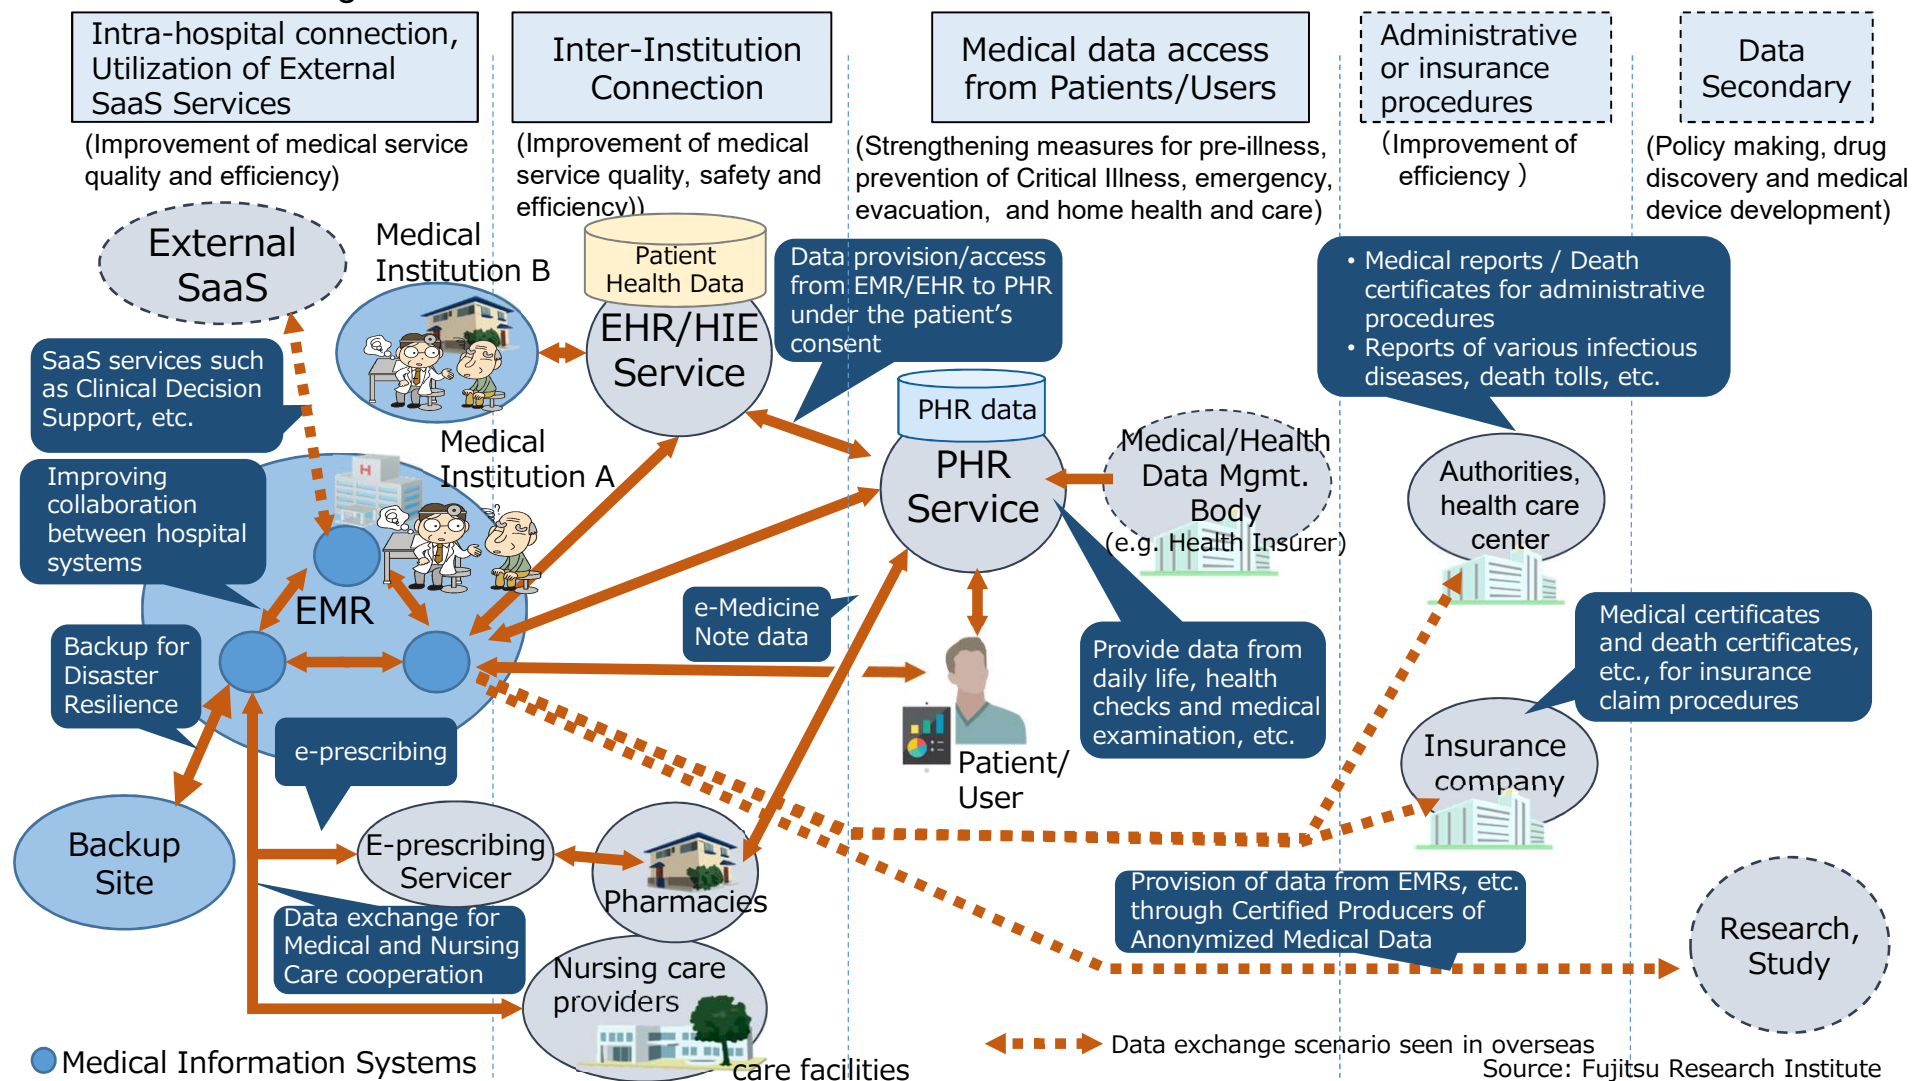 Intra-hospital connection,
Utilization of External
SaaS Services
(Improvement of medical service
quality and efficiency)
Inter-Institution
Connection
(Improvement of medical
service quality, safety and
efficiency))
Medical data access
from Patients/Users
(Strengthening measures for pre-illness,
prevention of Critical Illness, emergency,
evacuation, and home health and care)
Administrative
or insurance
procedures
(Improvement of
efficiency )
Data
Secondary
(Policy making, drug
discovery and medical
device development)
External
SaaS
Medical
Institution B
Patient
Health Data
EHR/HIE
Service
Data provision/access
from EMR/EHR to PHR
under the patient's
consent
• Medical reports / Death
certificates for administrative
procedures
• Reports of various infectious
diseases, death tolls, etc.
SaaS services such
as Clinical Decision
Support, etc.
PHR data
PHR
Service
Medical/Health
Data Mgmt.
Body
(e.g. Health Insurer)
Authorities,
health care
center
Medical
Institution A
H
?
Improving
collaboration
between hospital
systems
EMR
e-Medicine
Note data
Backup for
Disaster
Resilience
Provide data from
daily life, health
checks and medical
examination, etc.
Medical certificates
and death certificates,
etc., for insurance
claim procedures
e-prescribing
Patient/
User
Insurance
company
Backup
Site
E-prescribing
Servicer
Pharmacies
Provision of data from EMRs, etc.
through Certified Producers of
Anonymized Medical Data
Data exchange for
Medical and Nursing
Care cooperation
Research,
Study
Nursing care
providers
Medical Information Systems
care facilities
Data exchange scenario seen in overseas
Source: Fujitsu Research Institute